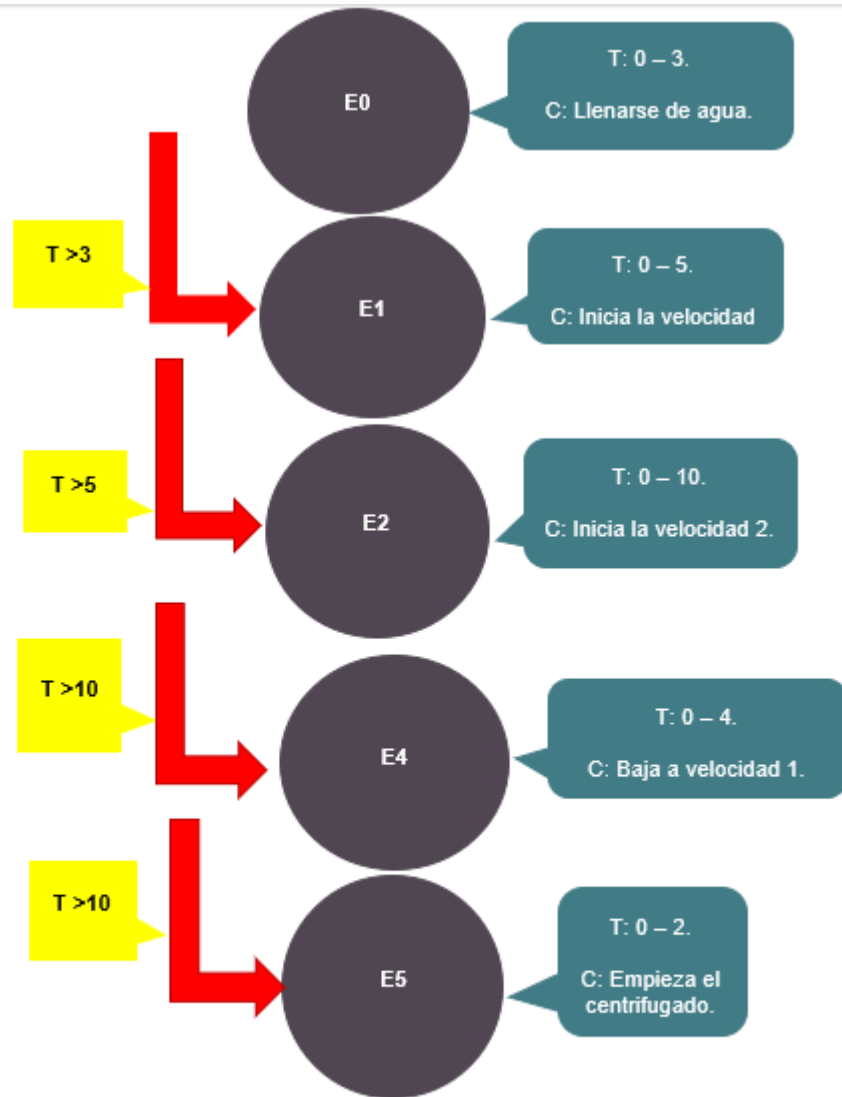 E0
T: 0 – 3.
C: Llenarse de agua.
T >3
E1
T: 0 – 5.
C: Inicia la velocidad
T >5
E2
T: 0 – 10.
C: Inicia la velocidad 2.
T >10
E4
T: 0 – 4.
C: Baja a velocidad 1.
T >10
E5
T: 0 – 2.
C: Empieza el
centrifugado.